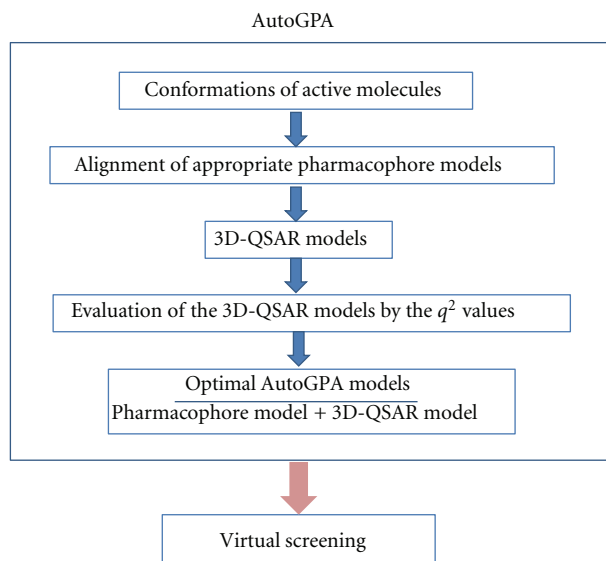 AutoGPA
Conformations of active molecules
Alignment of appropriate pharmacophore models
3D-QSAR models
Evaluation of the 3D-QSAR models by the q² values
Optimal AutoGPA models
Pharmacophore model + 3D-QSAR model
Virtual screening